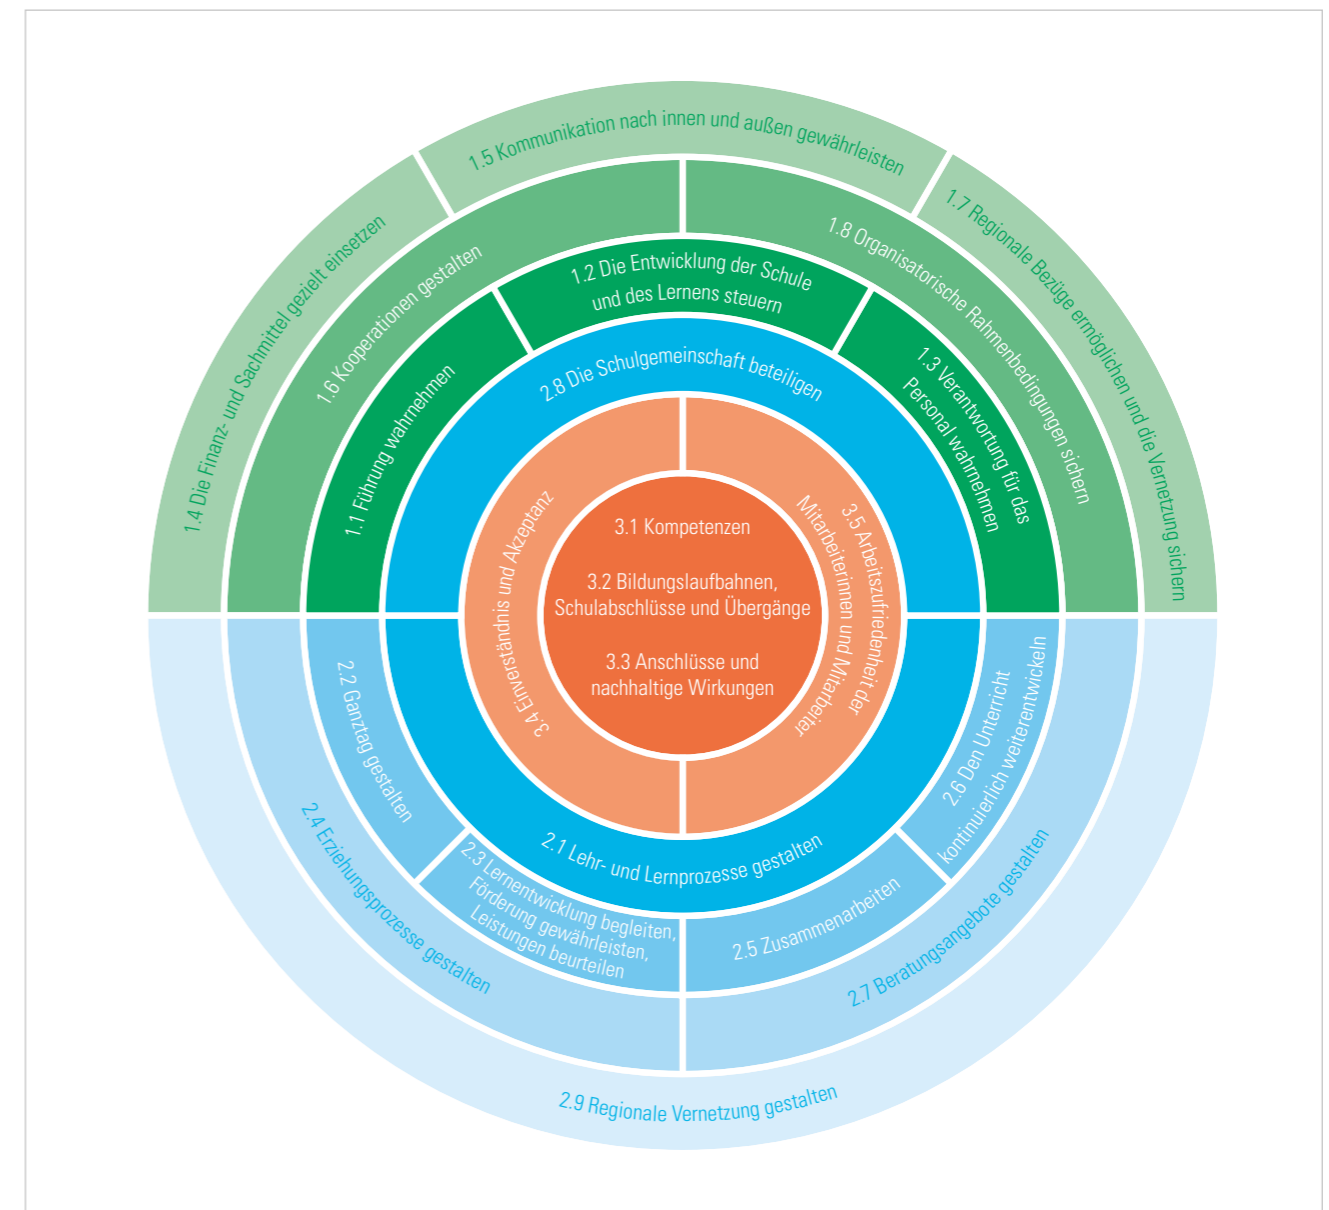 1.5 Kommunikation nach innen und außen gewährleisten
1.4 Die Finanz- und Sachmittel gezielt einsetzen
1.7 Regionale Bezüge ermöglichen und die Vernetzung sichern
1.6 Kooperationen gestalten
1.8 Organisatorische Rahmenbedingungen sichern
1.1 Führung wahrnehmen
1.2 Die Entwicklung der Schule
und des Lernens steuern
1.3 Verantwortung für das
Personal wahrnehmen
2.8 Die Schulgemeinschaft beteiligen
3.4 Einverständnis und Akzeptanz
3.5 Arbeitszufriedenheit der
Mitarbeiterinnen und Mitarbeiter
3.1 Kompetenzen
3.2 Bildungslaufbahnen,
Schulabschlüsse und Übergänge
3.3 Anschlüsse und
nachhaltige Wirkungen
2.1 Lehr- und Lernprozesse gestalten
2.2 Ganztag gestalten
2.3 Lernentwicklung begleiten,
Förderung gewährleisten,
Leistungen beurteilen
2.5 Zusammenarbeiten
2.6 Den Unterricht
kontinuierlich weiterentwickeln
2.4 Erziehungsprozesse gestalten
2.7 Beratungsangebote gestalten
2.9 Regionale Vernetzung gestalten